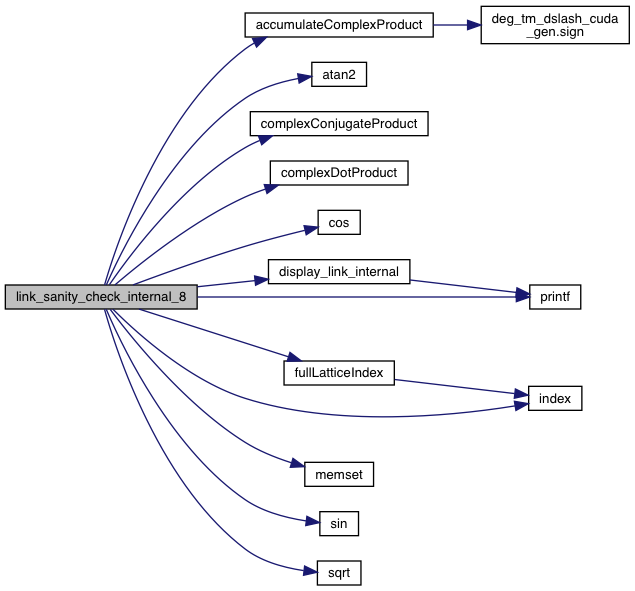 accumulateComplexProduct
deg_tm_dslash_cuda
_gen.sign
atan2
complexConjugateProduct
complexDotProduct
cos
display_link_internal
link_sanity_check_internal_8
printf
fullLatticeIndex
index
memset
sin
sqrt